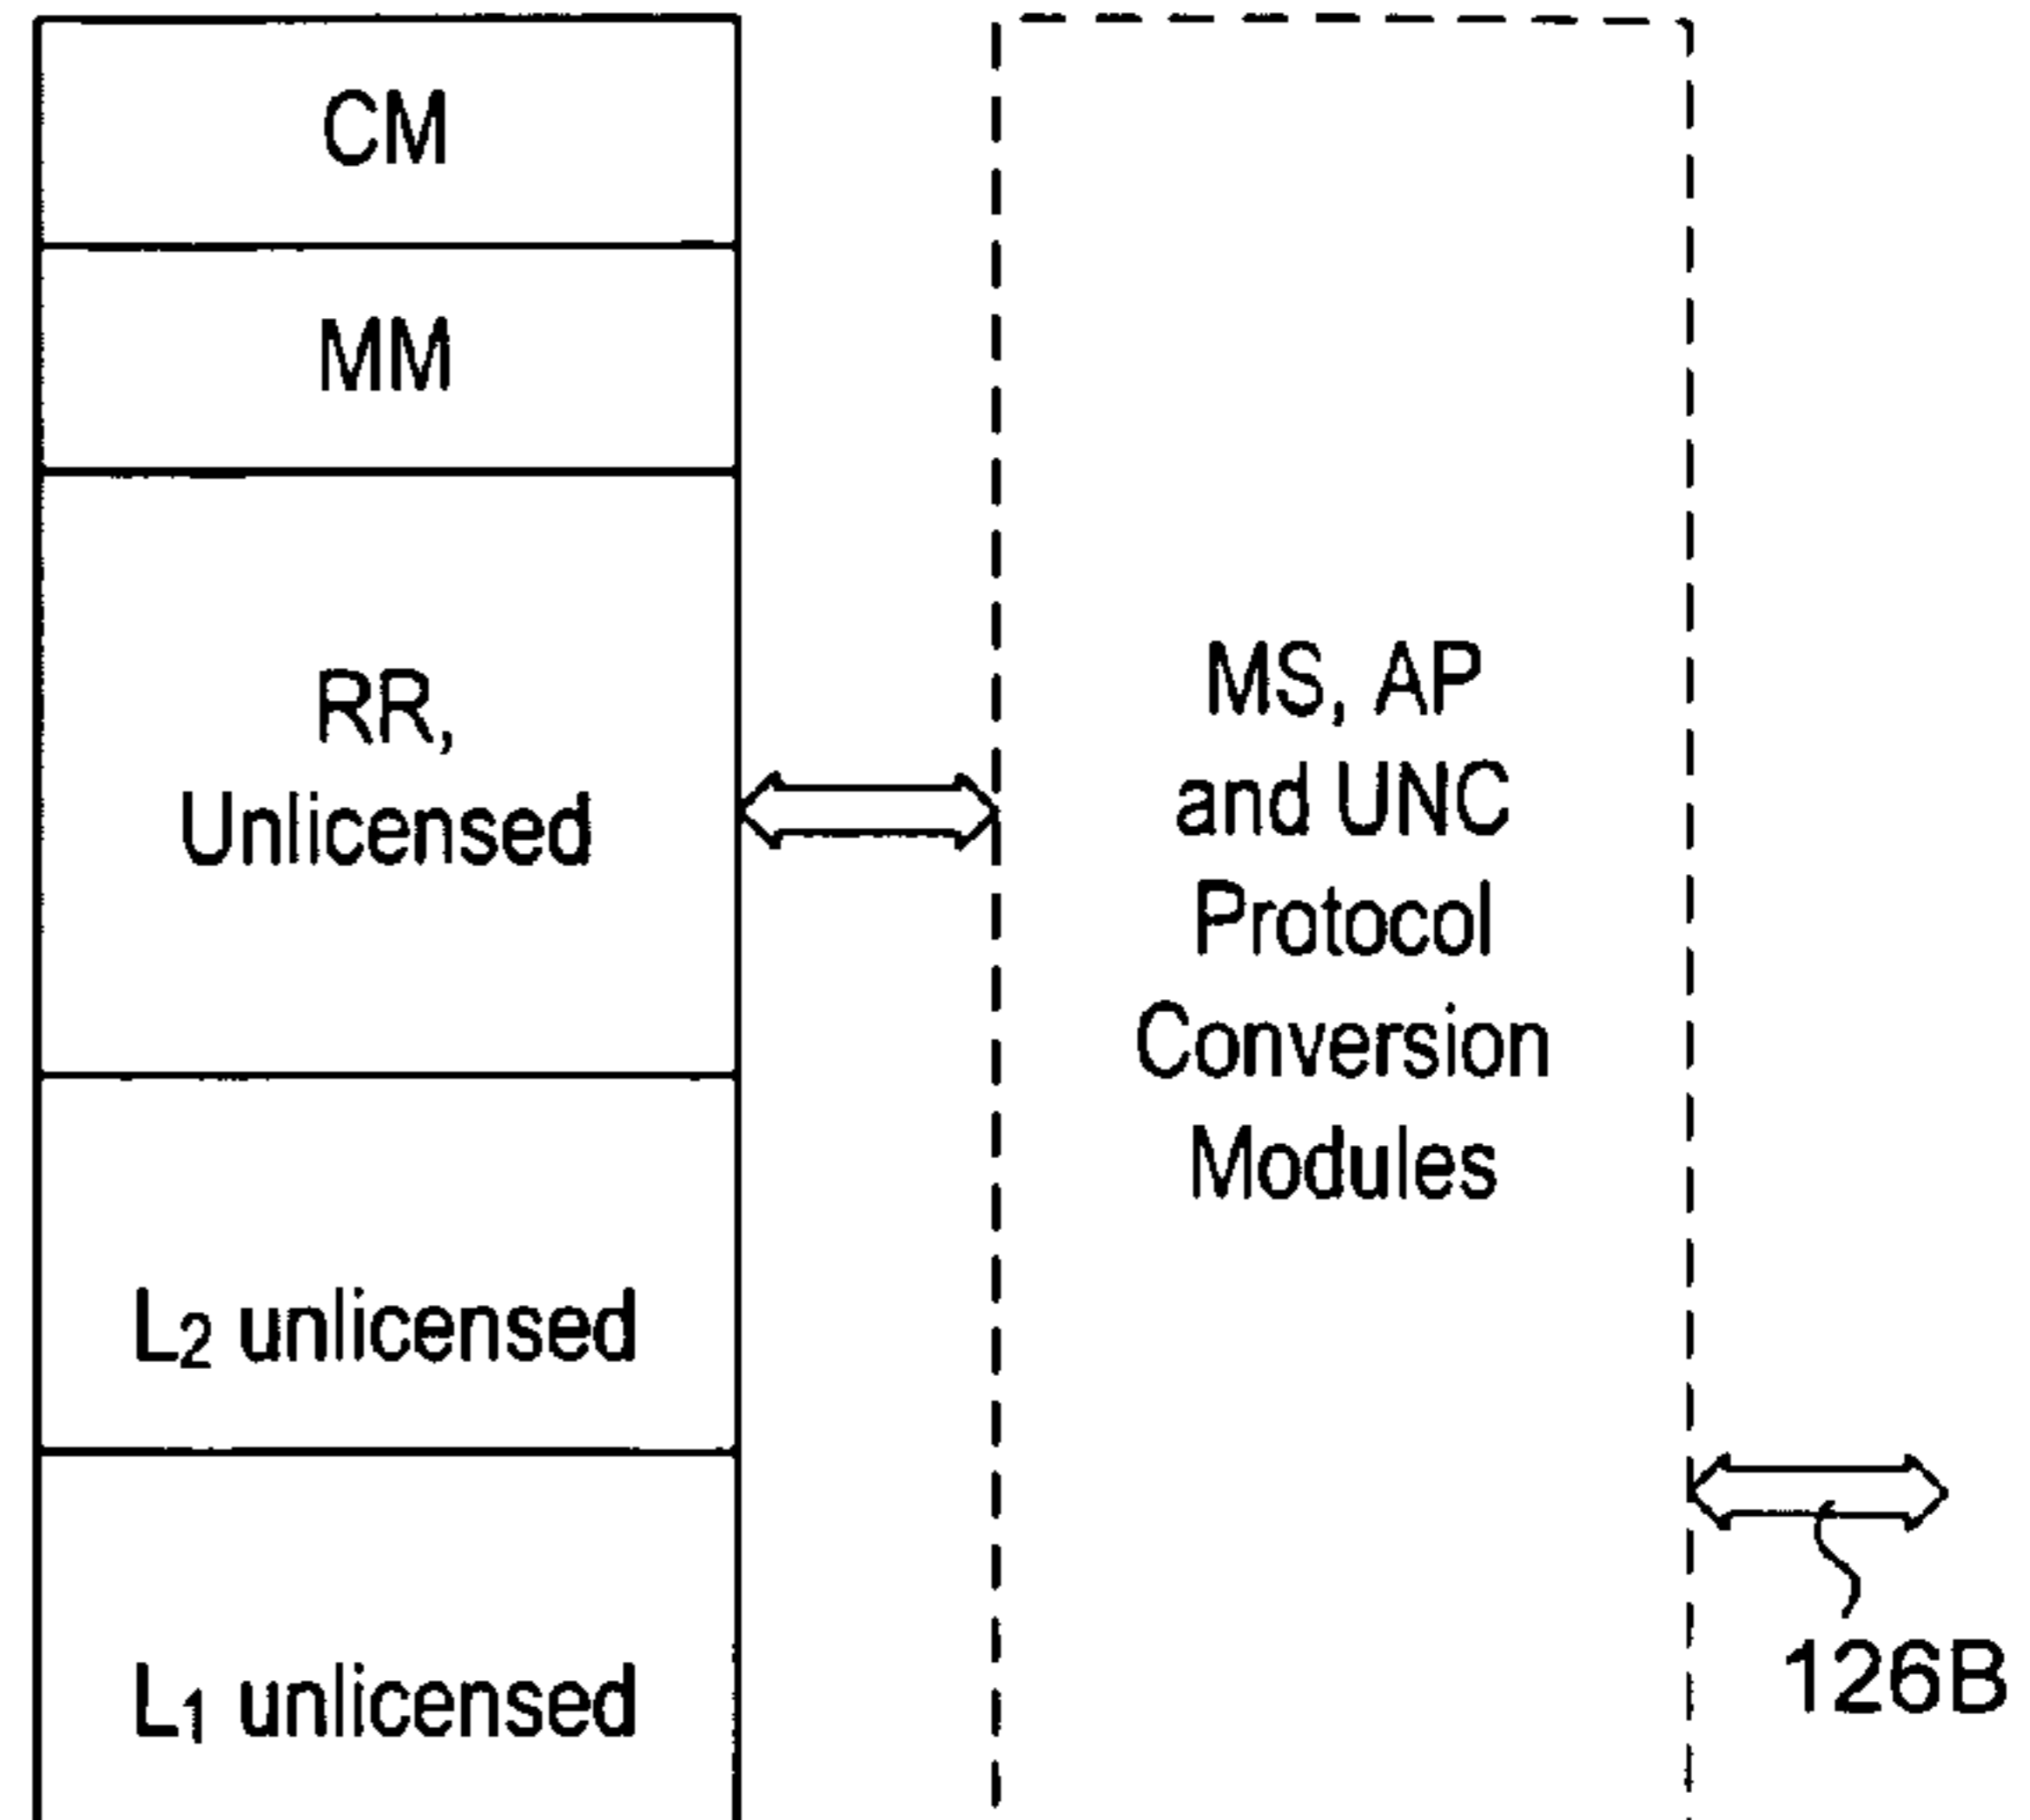 CM
MM
RR,
Unlicensed
L₂ unlicensed
L₁ unlicensed
MS, AP
and UNC
Protocol
Conversion
Modules
126B